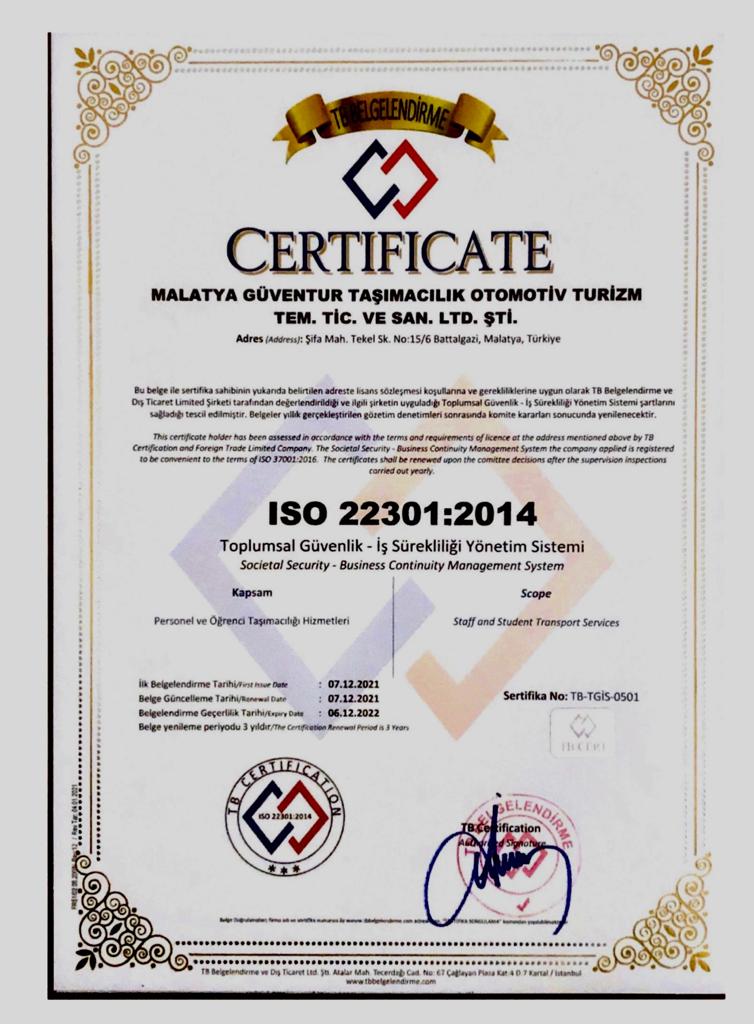 TB BELGELENDİRME
CERTIFICATE
MALATYA GÜVENTUR TAŞIMACILIK OTOMOTİV TURİZM
TEM. TİC. VE SAN. LTD. ŞTİ.
Adres (Address): Şifa Mah. Tekel Sk. No:15/6 Battalgazi, Malatya, Türkiye
Bu belge ile sertifika sahibinin yukarıda belirtilen adreste lisans sözleşmesi koşullarına ve gerekliliklerine uygun olarak TB Belgelendirme ve
Dış Ticaret Limited Şirketi tarafından değerlendirildiği ve ilgili şirketin uyguladığı Toplumsal Güvenlik - İş Sürekliliği Yönetim Sistemi şartlarını
sağladığı tescil edilmiştir. Belgeler yıllık gerçekleştirilen gözetim denetimleri sonrasında komite kararları sonucunda yenilenecektir.
This certificate holder has been assessed in accordance with the terms and requirements of licence at the address mentioned above by TB
Certification and Foreign Trade Limited Company. The Societal Security - Business Continuity Management System the company applied is registered
to be convenient to the terms of ISO 37001:2016. The certificates shall be renewed upon the comittee decisions after the supervision inspections
carried out yearly.
ISO 22301:2014
Toplumsal Güvenlik - İş Sürekliliği Yönetim Sistemi
Societal Security - Business Continuity Management System
Kapsam
Scope
Personel ve Öğrenci Taşımacılığı Hizmetleri
Staff and Student Transport Services
İlk Belgelendirme Tarihi/First Issue Date : 07.12.2021
Belge Güncelleme Tarihi/Renewal Date : 07.12.2021
Belgelendirme Geçerlilik Tarihi/Expiry Date : 06.12.2022
Belge yenileme periyodu 3 yıldır/The Certification Renewal Period is 3 Years
Sertifika No: TB-TGİS-0501
TB CERT
TB CERTIFICATION
ISO 22301:2014
TB BELGELENDİRME
TB Certification
Authorized Signature
TB Belgelendirme ve Dış Ticaret Ltd. Şti. Atalar Mah. Tecerdağı Cad. No: 67 Çağlayan Plaza Kat:4 D:7 Kartal / İstanbul
www.tbbelgelendirme.com